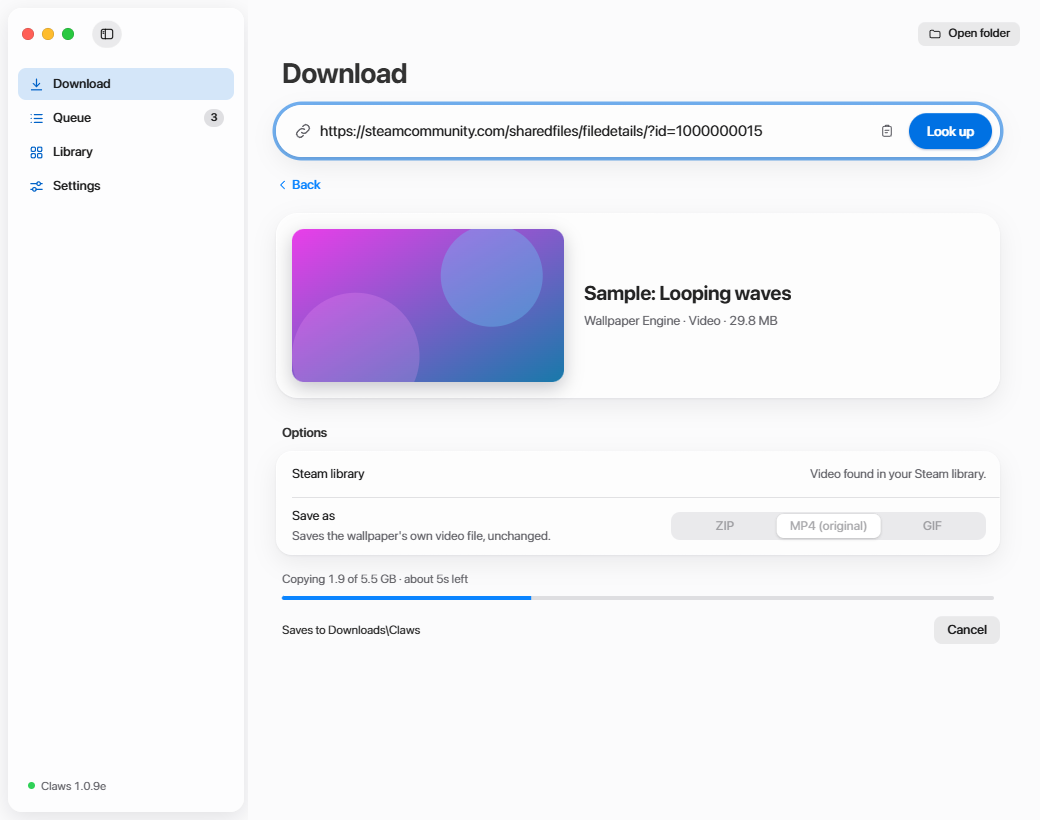 Open folder
Download
Queue
3
Library
Settings
Download
https://steamcommunity.com/sharedfiles/filedetails/?id=1000000015
Look up
Back
Sample: Looping waves
Wallpaper Engine · Video · 29.8 MB
Options
Steam library
Video found in your Steam library.
Save as
Saves the wallpaper's own video file, unchanged.
ZIP
MP4 (original)
GIF
Copying 1.9 of 5.5 GB · about 5s left
Saves to Downloads\Claws
Cancel
Claws 1.0.9e